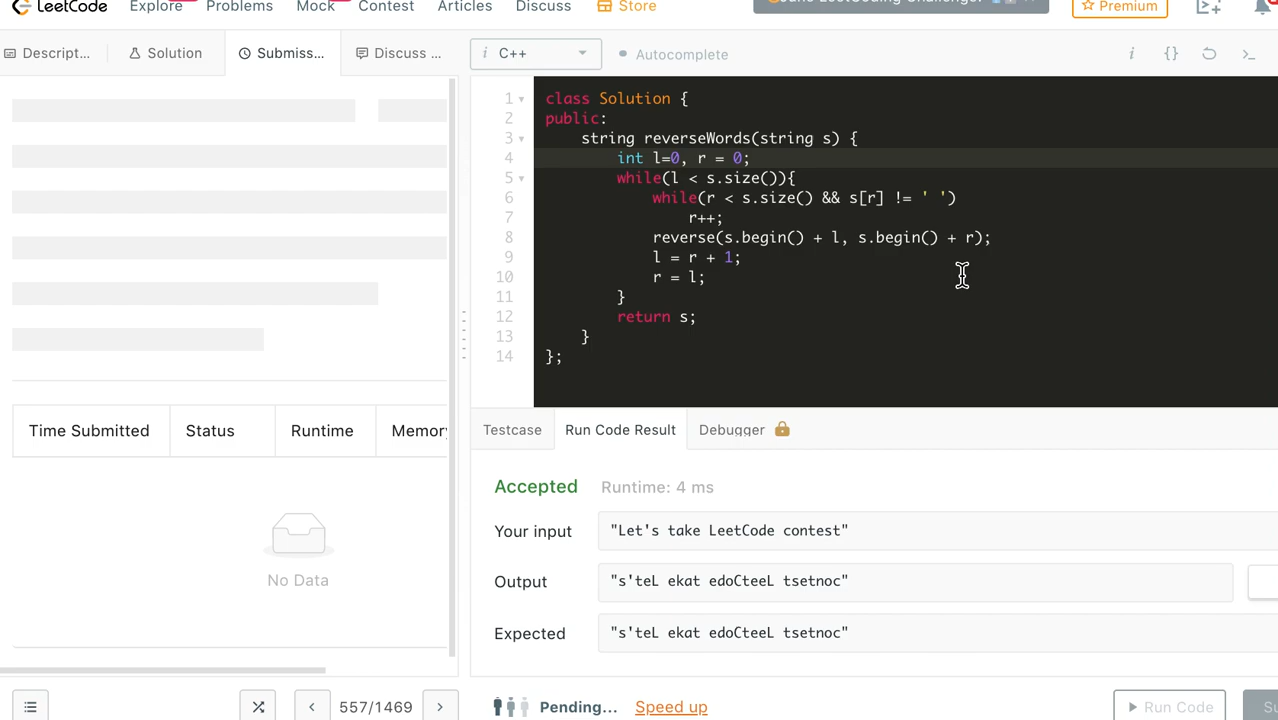 LeetCode
Explore Problems Mock Contest Articles Discuss Store
Premium
Descript... Solution Submiss... Discuss ...
i C++ Autocomplete
i {}
1 class Solution {
2 public:
3 string reverseWords(string s) {
4 int l=0, r = 0;
5 while(l < s.size()){
6 while(r < s.size() && s[r] != ' ')
7 r++;
8 reverse(s.begin() + l, s.begin() + r);
9 l = r + 1;
10 r = l;
11 }
12 return s;
13 }
14 };
Time Submitted Status Runtime Memory
No Data
Testcase Run Code Result Debugger
Accepted Runtime: 4 ms
Your input "Let's take LeetCode contest"
Output "s'teL ekat edoCteeL tsetnoc"
Expected "s'teL ekat edoCteeL tsetnoc"
557/1469
Pending... Speed up
Run Code